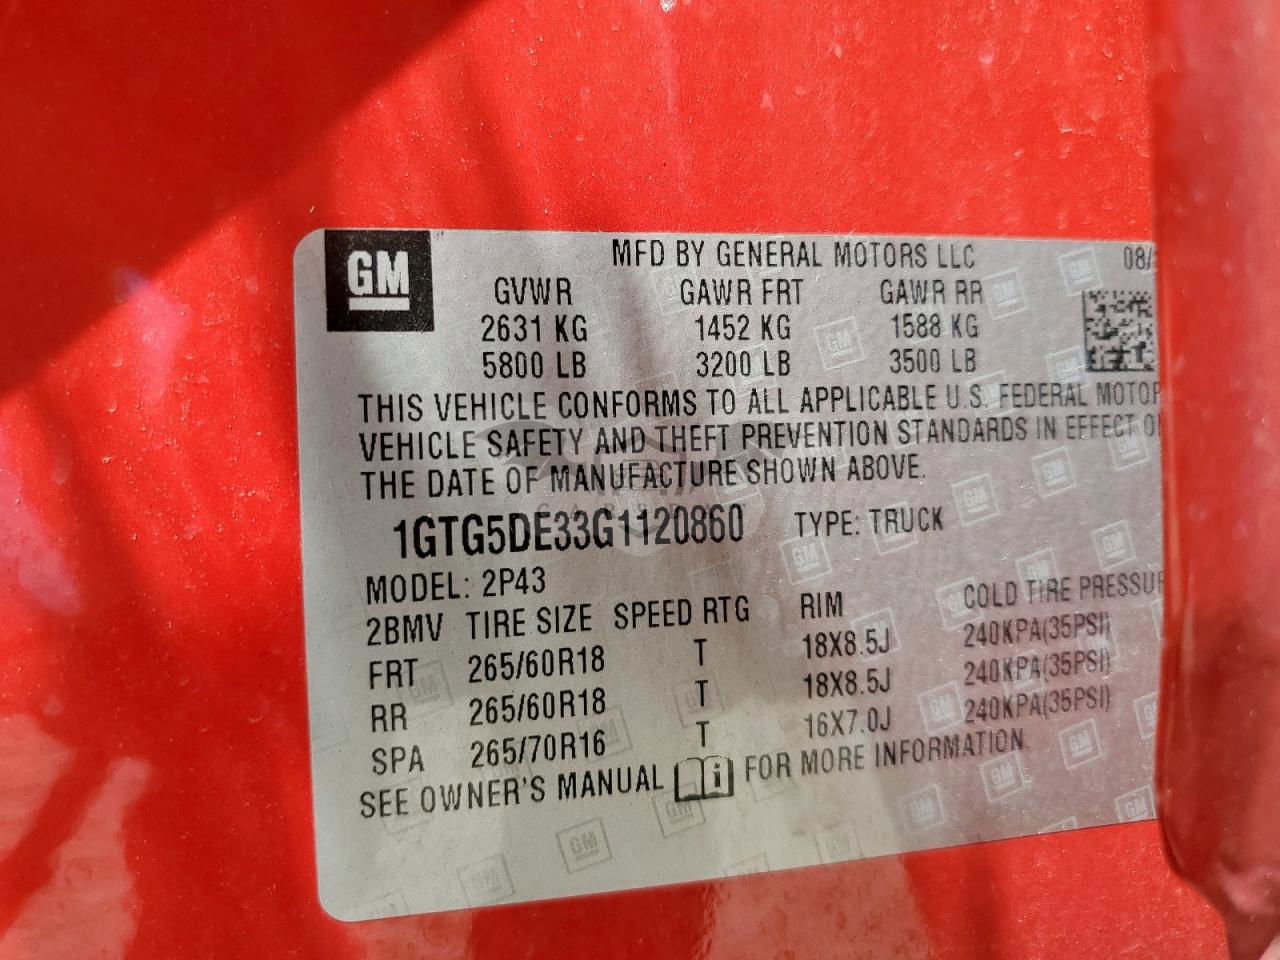 GM
MFD BY GENERAL MOTORS LLC 08/
GVWR GAWR FRT GAWR RR
2631 KG 1452 KG 1588 KG
5800 LB 3200 LB 3500 LB
THIS VEHICLE CONFORMS TO ALL APPLICABLE U.S. FEDERAL MOTOR
VEHICLE SAFETY AND THEFT PREVENTION STANDARDS IN EFFECT
THE DATE OF MANUFACTURE SHOWN ABOVE.
1GTG5DE33G1120860 TYPE: TRUCK
MODEL: 2P43
2BMV TIRE SIZE SPEED RTG RIM COLD TIRE PRESSUR
FRT 265/60R18 T 18X8.5J 240KPA(35PSI)
RR 265/60R18 T 18X8.5J 240KPA(35PSI)
SPA 265/70R16 T 16X7.0J 240KPA(35PSI)
SEE OWNER'S MANUAL FOR MORE INFORMATION.